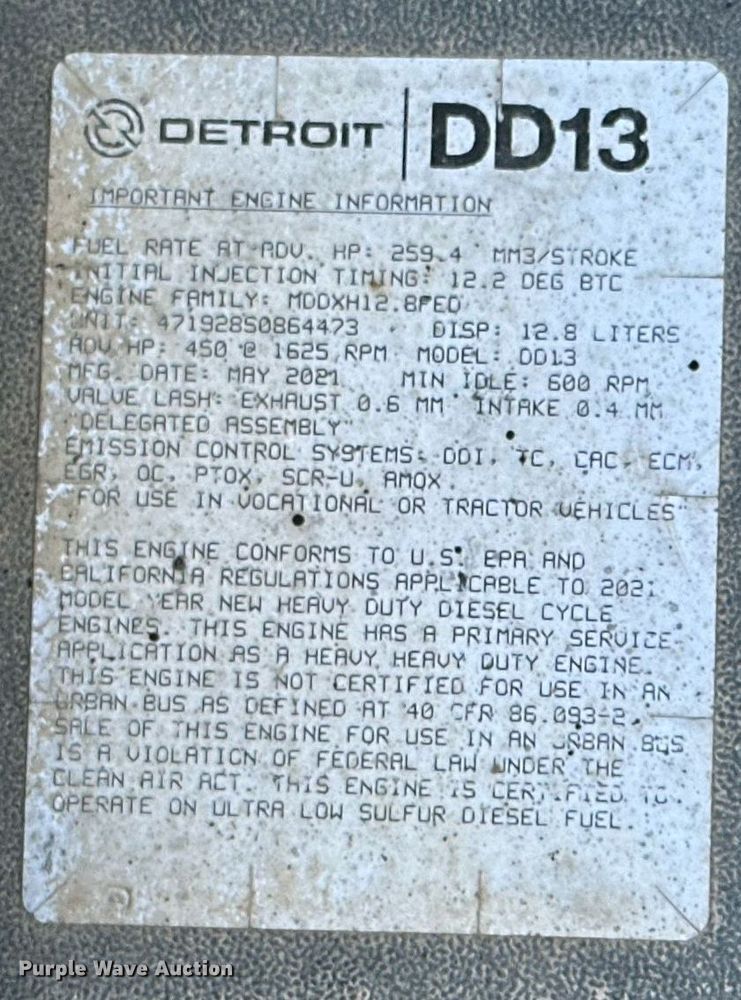 DETROIT DD13
IMPORTANT ENGINE INFORMATION
FUEL RATE AT ADV. HP: 259.4 MM3/STROKE
INITIAL INJECTION TIMING: 12.2 DEG BTC
ENGINE FAMILY: MDDXH12.8FED
UNIT: 471928S0864473 DISP: 12.8 LITERS
ADV HP: 450 @ 1625 RPM MODEL: DD13
MFG. DATE: MAY 2021 MIN IDLE: 600 RPM
VALVE LASH: EXHAUST 0.6 MM INTAKE 0.4 MM
"DELEGATED ASSEMBLY"
EMISSION CONTROL SYSTEMS: DDI, TC, CAC, ECM,
EGR, OC, PTOX, SCR-U, AMOX
"FOR USE IN VOCATIONAL OR TRACTOR VEHICLES"
THIS ENGINE CONFORMS TO U.S. EPA AND
CALIFORNIA REGULATIONS APPLICABLE TO 2021
MODEL YEAR NEW HEAVY DUTY DIESEL CYCLE
ENGINES. THIS ENGINE HAS A PRIMARY SERVICE
APPLICATION AS A HEAVY HEAVY DUTY ENGINE.
THIS ENGINE IS NOT CERTIFIED FOR USE IN AN
URBAN BUS AS DEFINED AT 40 CFR 86.093-2.
SALE OF THIS ENGINE FOR USE IN AN URBAN BUS
IS A VIOLATION OF FEDERAL LAW UNDER THE
CLEAN AIR ACT. THIS ENGINE IS CERTIFIED TO
OPERATE ON ULTRA LOW SULFUR DIESEL FUEL.
Purple Wave Auction